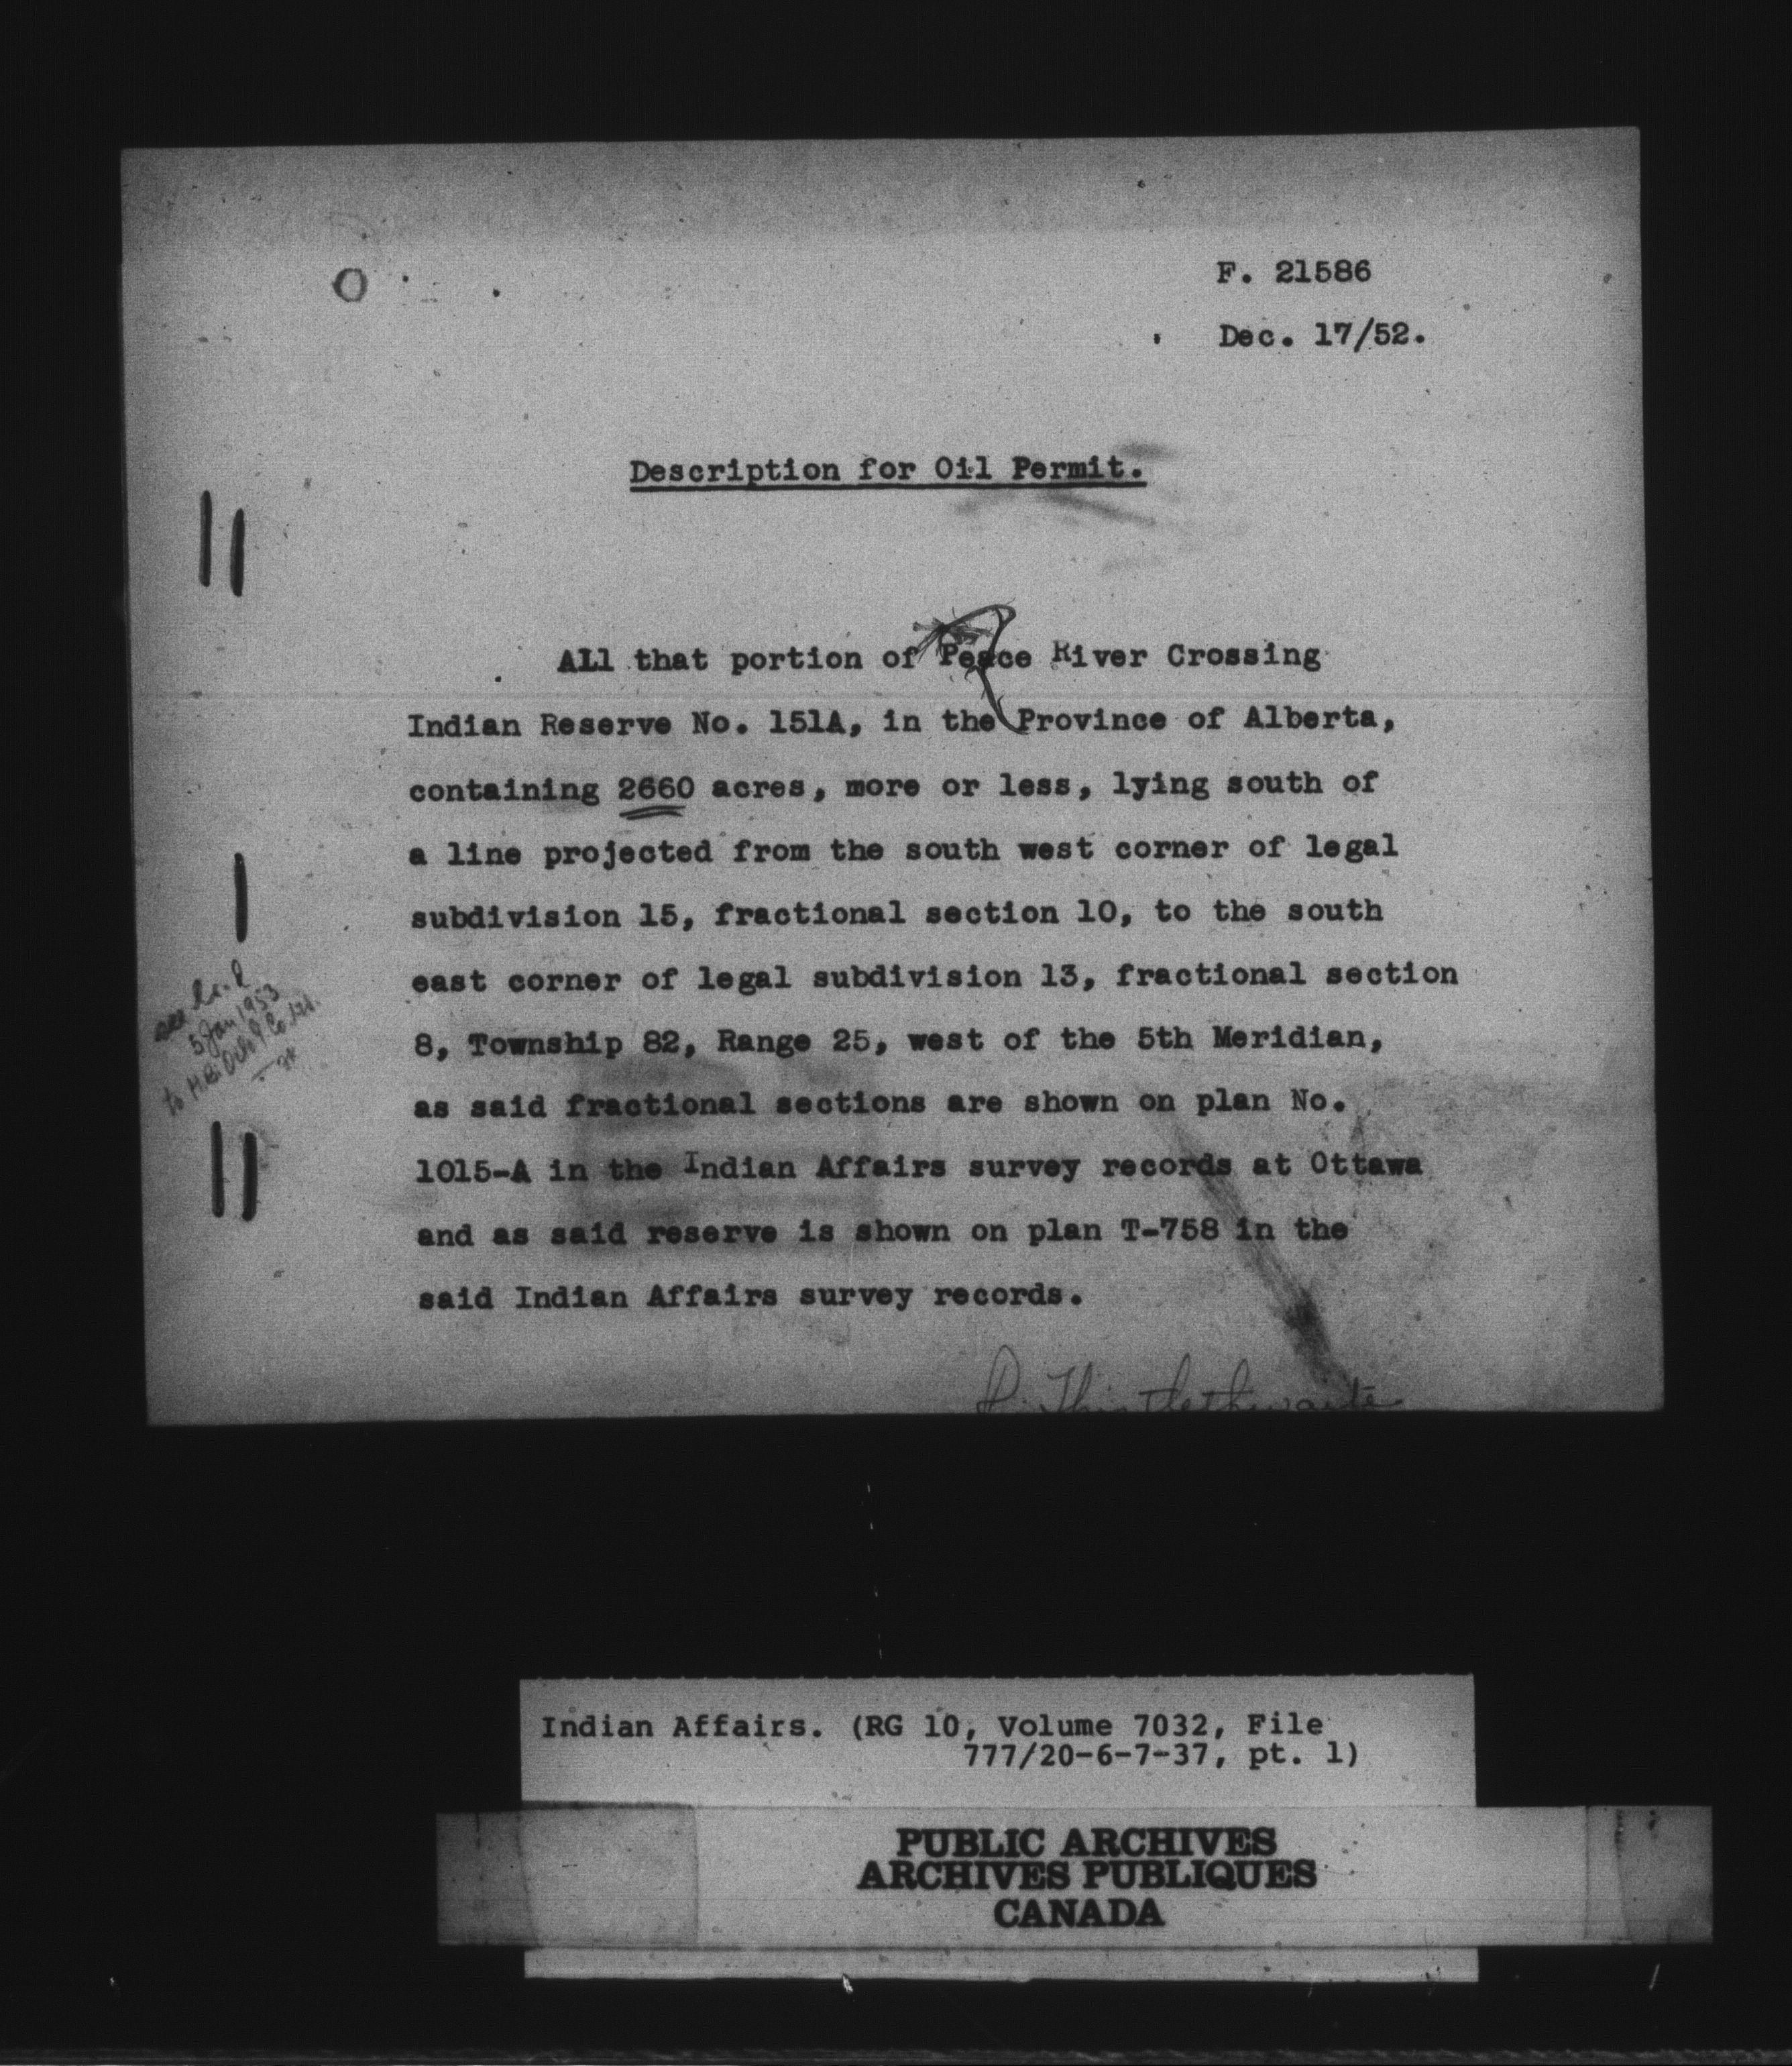 F. 21586
Dec. 17/52.
Description for Oil Permit.
All that portion of Peace River Crossing
Indian Reserve No. 151A, in the Province of Alberta,
containing 2660 acres, more or less, lying south of
a line projected from the south west corner of legal
subdivision 15, fractional section 10, to the south
east corner of legal subdivision 13, fractional section
8, Township 82, Range 25, west of the 5th Meridian,
as said fractional sections are shown on plan No.
1015-A in the Indian Affairs survey records at Ottawa
and as said reserve is shown on plan T-758 in the
said Indian Affairs survey records.
5 Jan 1953
Thistlethwaite
Indian Affairs. (RG 10, Volume 7032, File
777/20-6-7-37, pt. 1)
PUBLIC ARCHIVES
ARCHIVES PUBLIQUES
CANADA